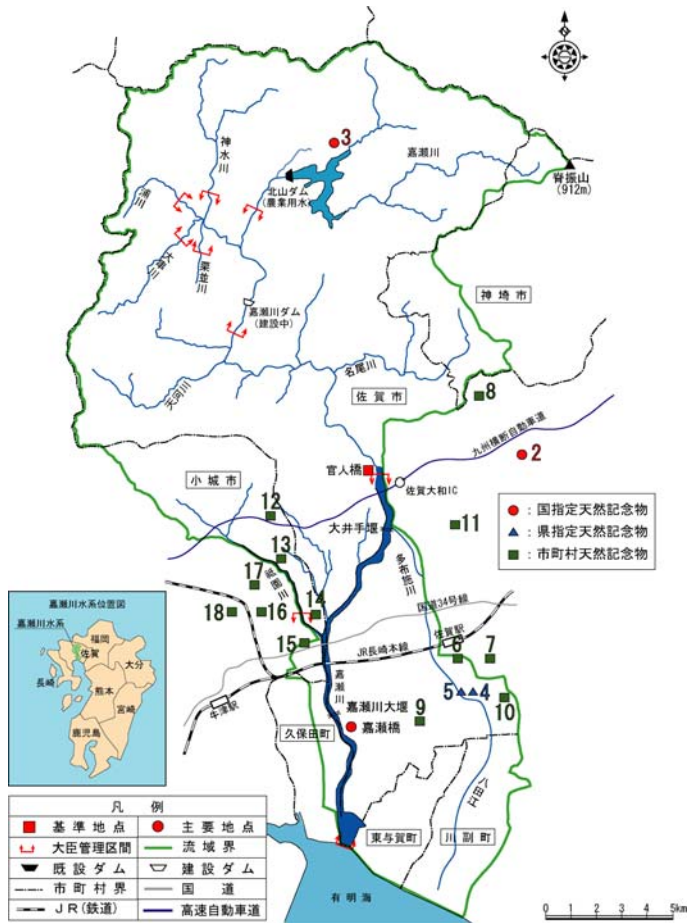 3
神水川
嘉瀬川
脊振山
(912m)
北山ダム
(農業用水)
浦川
大串川
栗並川
神埼市
嘉瀬川ダム
(建設中)
名尾川
天河川
佐賀市
8
九州横断自動車道
2
官人橋
佐賀大和IC
小城市
12
大井手堰
11
●：国指定天然記念物
▲：県指定天然記念物
■：市町村天然記念物
13
祇園川
多布施川
17
18
16
14
国道34号線
佐賀駅
15
JR長崎本線
6
7
嘉瀬川
5
4
10
牛津駅
嘉瀬川大堰
9
久保田町
嘉瀬橋
八田江
東与賀町
川副町
有明海
嘉瀬川水系位置図
嘉瀬川水系
福岡
佐賀
大分
長崎
熊本
宮崎
鹿児島
凡例
基準地点
主要地点
大臣管理区間
流域界
既設ダム
建設ダム
市町村界
国道
JR(鉄道)
高速自動車道
0 1 2 3 4 5km